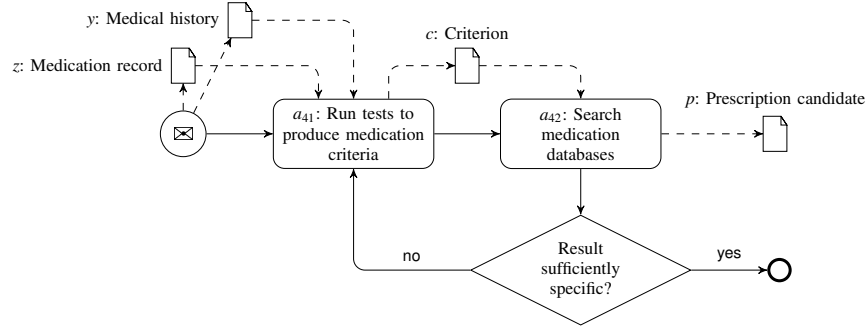 y: Medical history
c: Criterion
z: Medication record
p: Prescription candidate
a41: Run tests to
produce medication
criteria
a42: Search
medication
databases
no
Result
sufficiently
specific?
yes